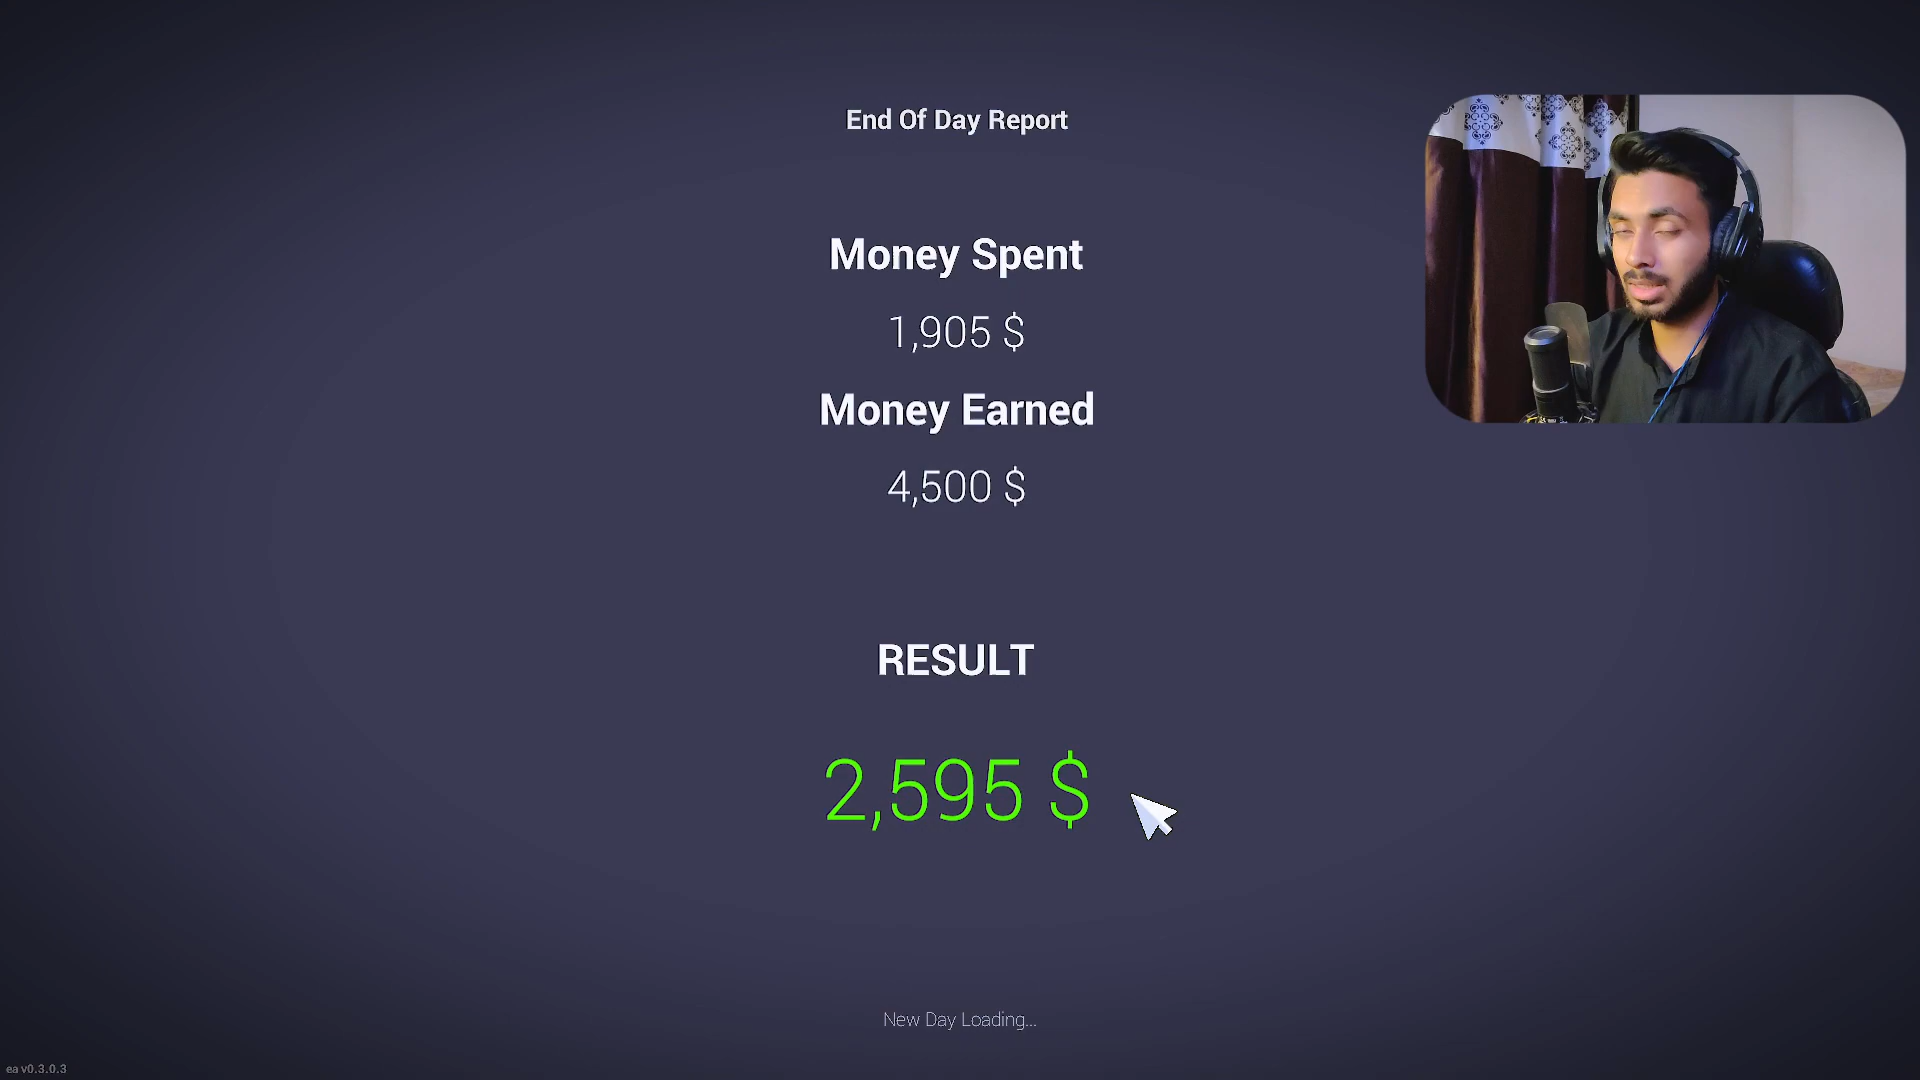 End Of Day Report
Money Spent
1,905 $
Money Earned
4,500 $
RESULT
2,595 $
New Day Loading...
ea v0.3.0.3